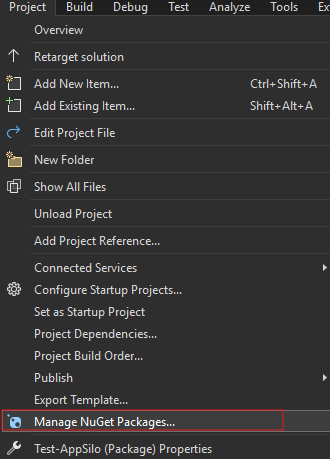 Project Build Debug Test Analyze Tools Ex
Overview
Retarget solution
Add New Item... Ctrl+Shift+A
Add Existing Item... Shift+Alt+A
Edit Project File
New Folder
Show All Files
Unload Project
Add Project Reference...
Connected Services
Configure Startup Projects...
Set as Startup Project
Project Dependencies...
Project Build Order...
Publish
Export Template...
Manage NuGet Packages...
Test-AppSilo (Package) Properties